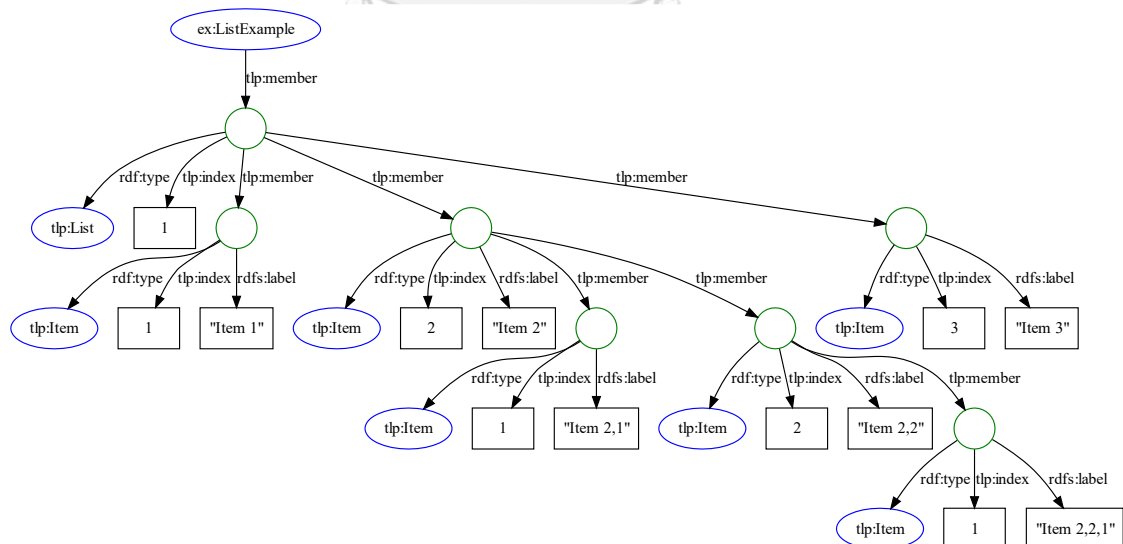 ex:ListExample
tlp:member
rdf:type tlp:index tlp:member tlp:member tlp:member
tlp:List 1
rdf:type tlp:index rdfs:label rdf:type tlp:index rdfs:label tlp:member tlp:member rdf:type tlp:index rdfs:label
tlp:Item 1 "Item 1" tlp:Item 2 "Item 2" tlp:Item 3 "Item 3"
rdf:type tlp:index rdfs:label rdf:type tlp:index rdfs:label tlp:member
tlp:Item 1 "Item 2,1" tlp:Item 2 "Item 2,2"
rdf:type tlp:index rdfs:label
tlp:Item 1 "Item 2,2,1"